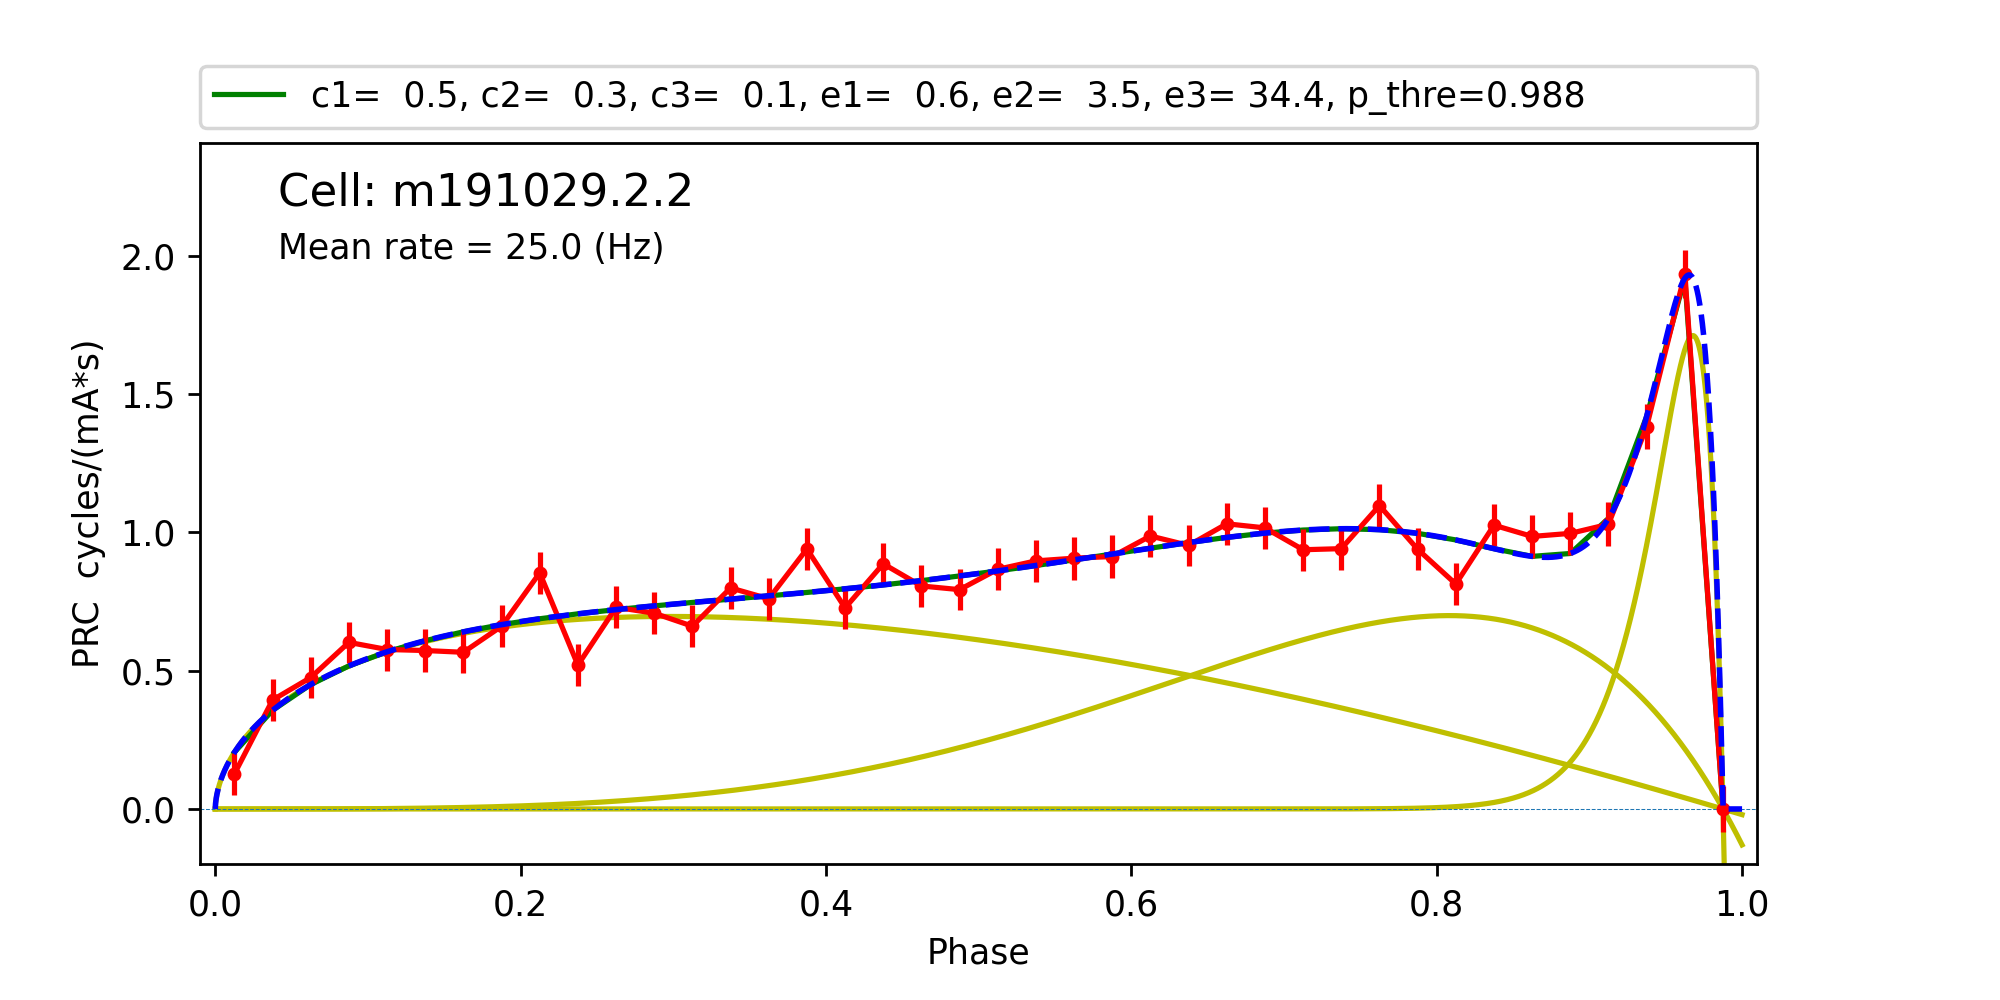 c1=  0.5, c2=  0.3, c3=  0.1, e1=  0.6, e2=  3.5, e3= 34.4, p_thre=0.988
Cell: m191029.2.2
Mean rate = 25.0 (Hz)
PRC  cycles/(mA*s)
2.0
1.5
1.0
0.5
0.0
0.0 0.2 0.4 0.6 0.8 1.0
Phase